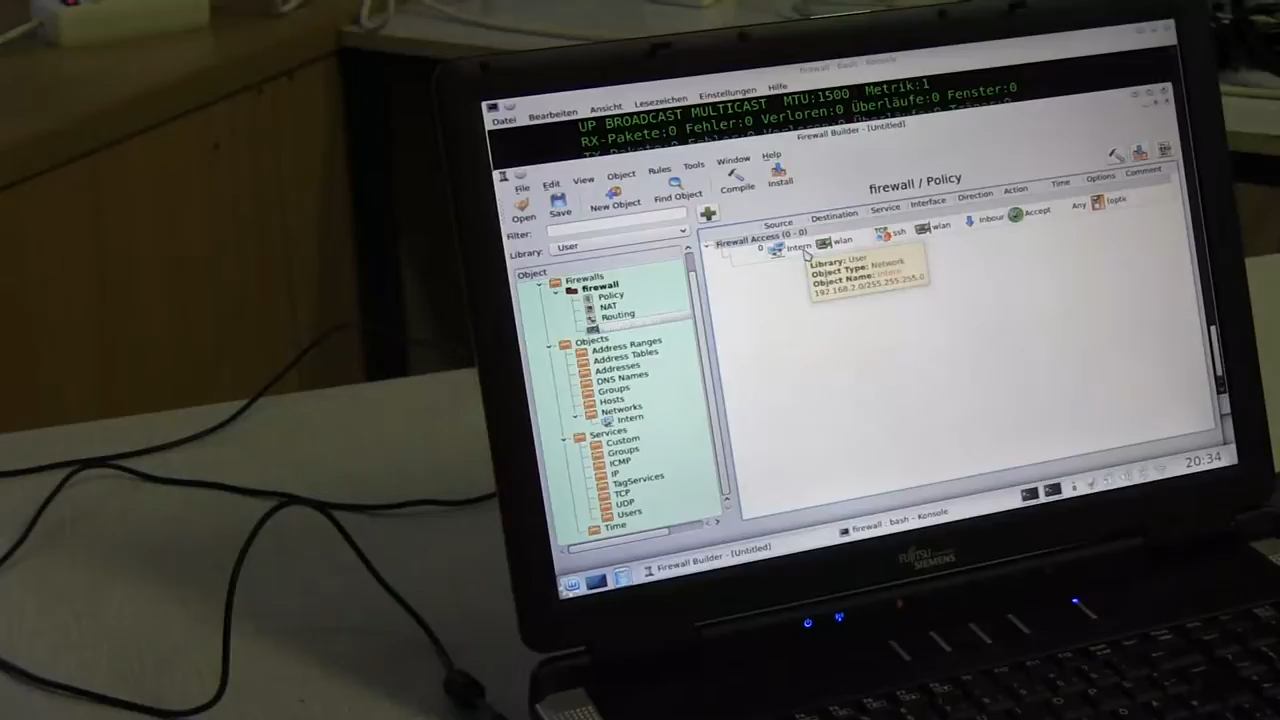 firewall : bash - Konsole
Datei Bearbeiten Ansicht Lesezeichen Einstellungen Hilfe
UP BROADCAST MULTICAST MTU:1500 Metrik:1
RX-Pakete:0 Fehler:0 Verloren:0 Überläufe:0 Fenster:0
Firewall Builder - [Untitled]
File Edit View Object Rules Tools Window Help
Open Save New Object Find Object Compile Install
firewall / Policy
Filter:
Library: User
Source Destination Service Interface Direction Action Time Options Comment
Firewall Access (0 - 0)
0 Intern wlan ssh wlan Inbour Accept Any (optic
Library: User
Object Type: Network
Object Name: Intern
192.168.2.0/255.255.255.0
Object
Firewalls
firewall
Policy
NAT
Routing
Objects
Address Ranges
Address Tables
Addresses
DNS Names
Groups
Hosts
Networks
Intern
Services
Custom
Groups
ICMP
IP
TagServices
TCP
UDP
Users
Time
20:34
Firewall Builder - [Untitled]
firewall : bash - Konsole
FUJITSU
SIEMENS